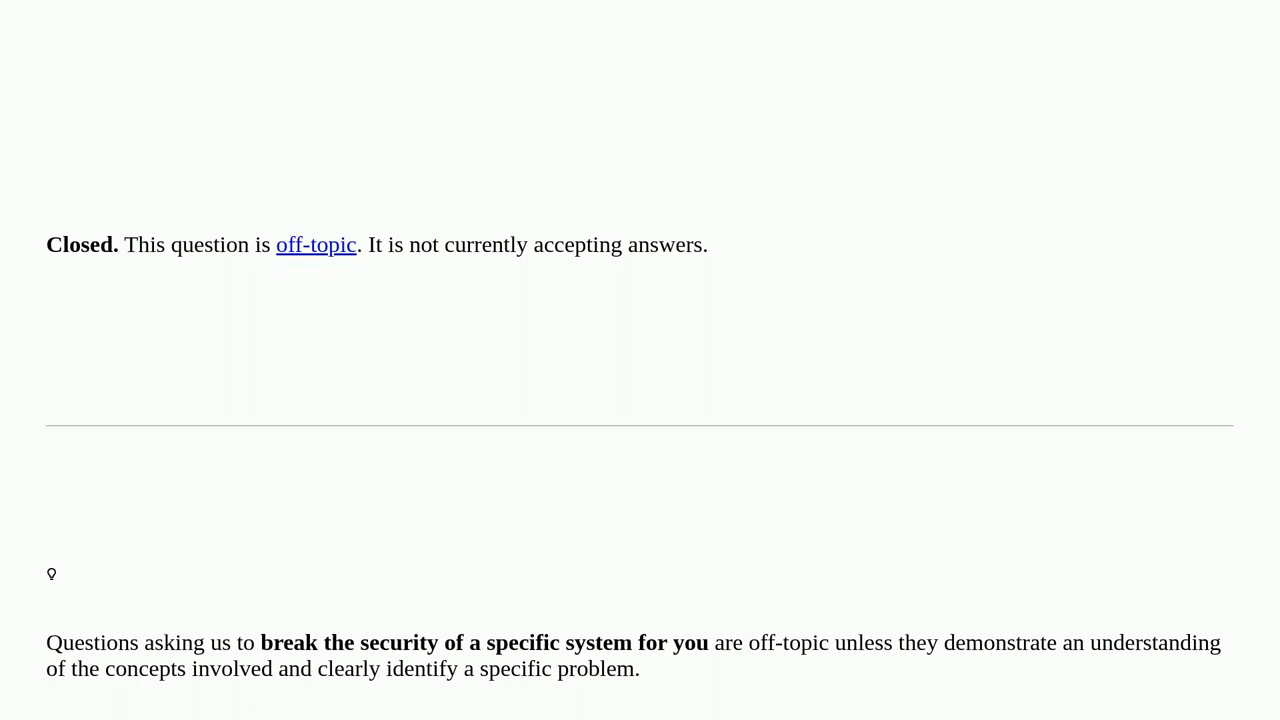 Closed. This question is off-topic. It is not currently accepting answers.
Questions asking us to break the security of a specific system for you are off-topic unless they demonstrate an understanding
of the concepts involved and clearly identify a specific problem.